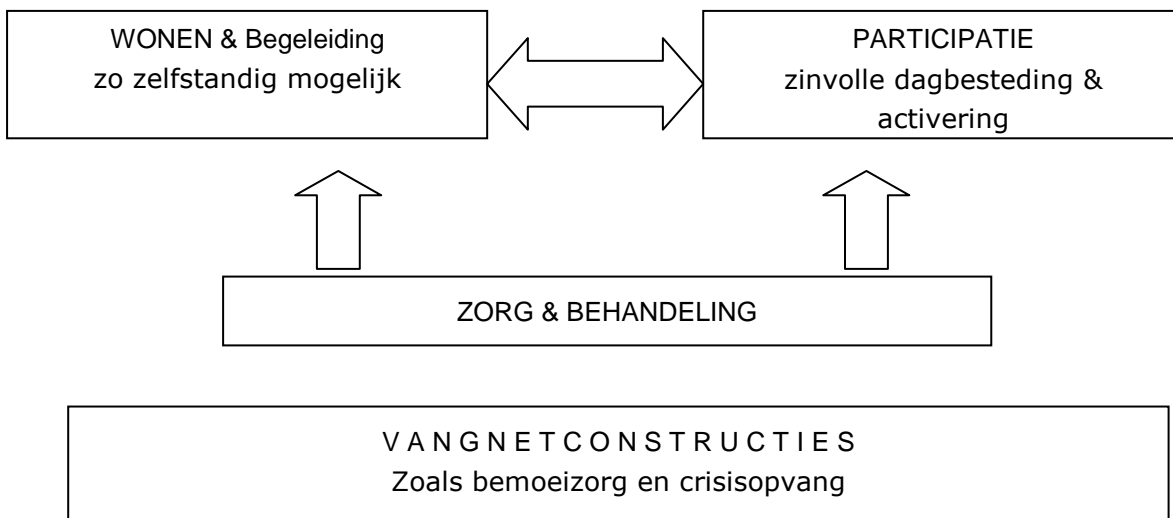 WONEN & Begeleiding
zo zelfstandig mogelijk
PARTICIPATIE
zinvolle dagbesteding &
activering
ZORG & BEHANDELING
V A N G N E T C O N S T R U C T I E S
Zoals bemoeizorg en crisisopvang